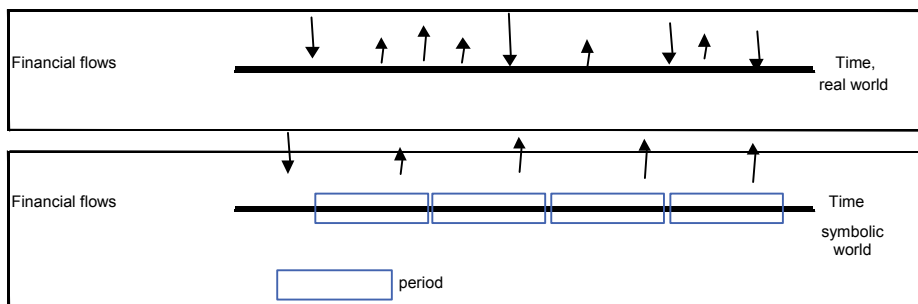 Financial flows
Time,
real world
Financial flows
Time
symbolic
world
period